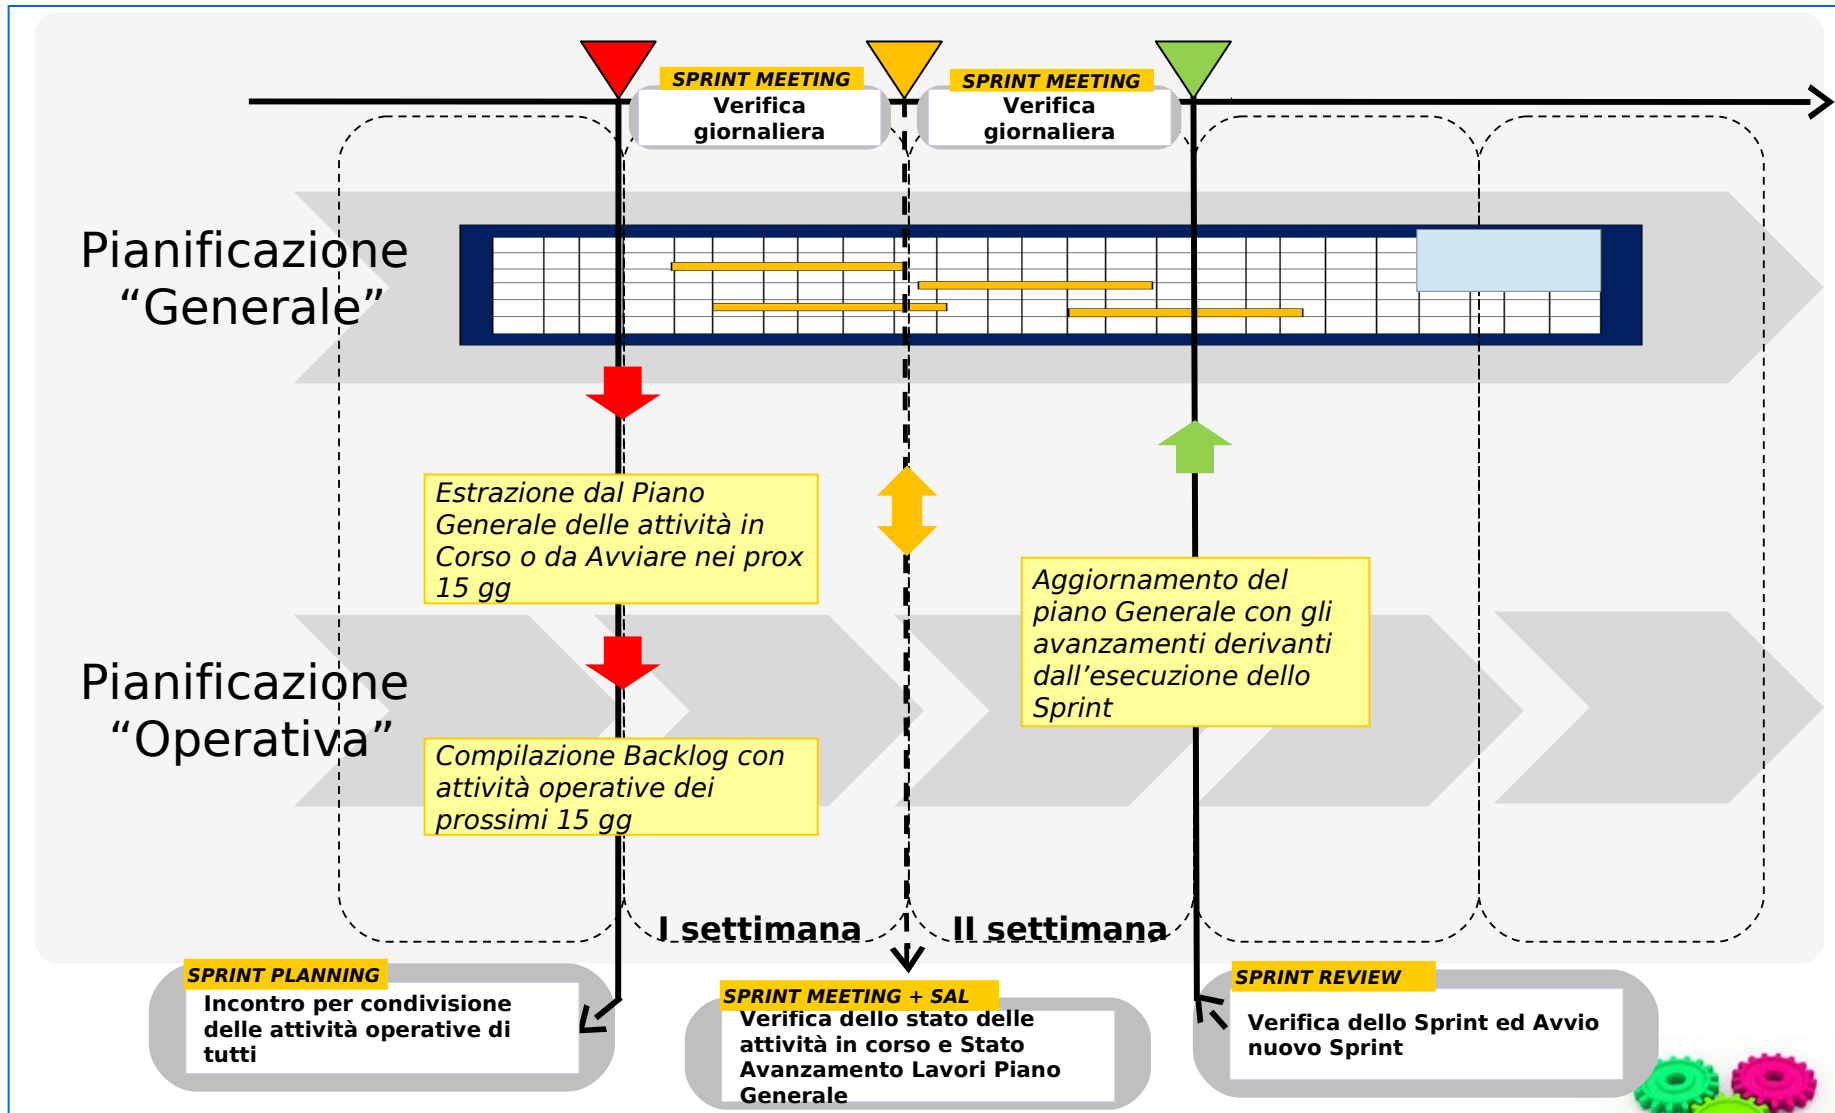 SPRINT MEETING
Verifica
giornaliera
SPRINT MEETING
Verifica
giornaliera
Pianificazione
“Generale”
Estrazione dal Piano
Generale delle attività in
Corso o da Avviare nei prox
15 gg
Aggiornamento del
piano Generale con gli
avanzamenti derivanti
dall’esecuzione dello
Sprint
Pianificazione
“Operativa”
Compilazione Backlog con
attività operative dei
prossimi 15 gg
I settimana
II settimana
SPRINT PLANNING
Incontro per condivisione
delle attività operative di
tutti
SPRINT MEETING + SAL
Verifica dello stato delle
attività in corso e Stato
Avanzamento Lavori Piano
Generale
SPRINT REVIEW
Verifica dello Sprint ed Avvio
nuovo Sprint